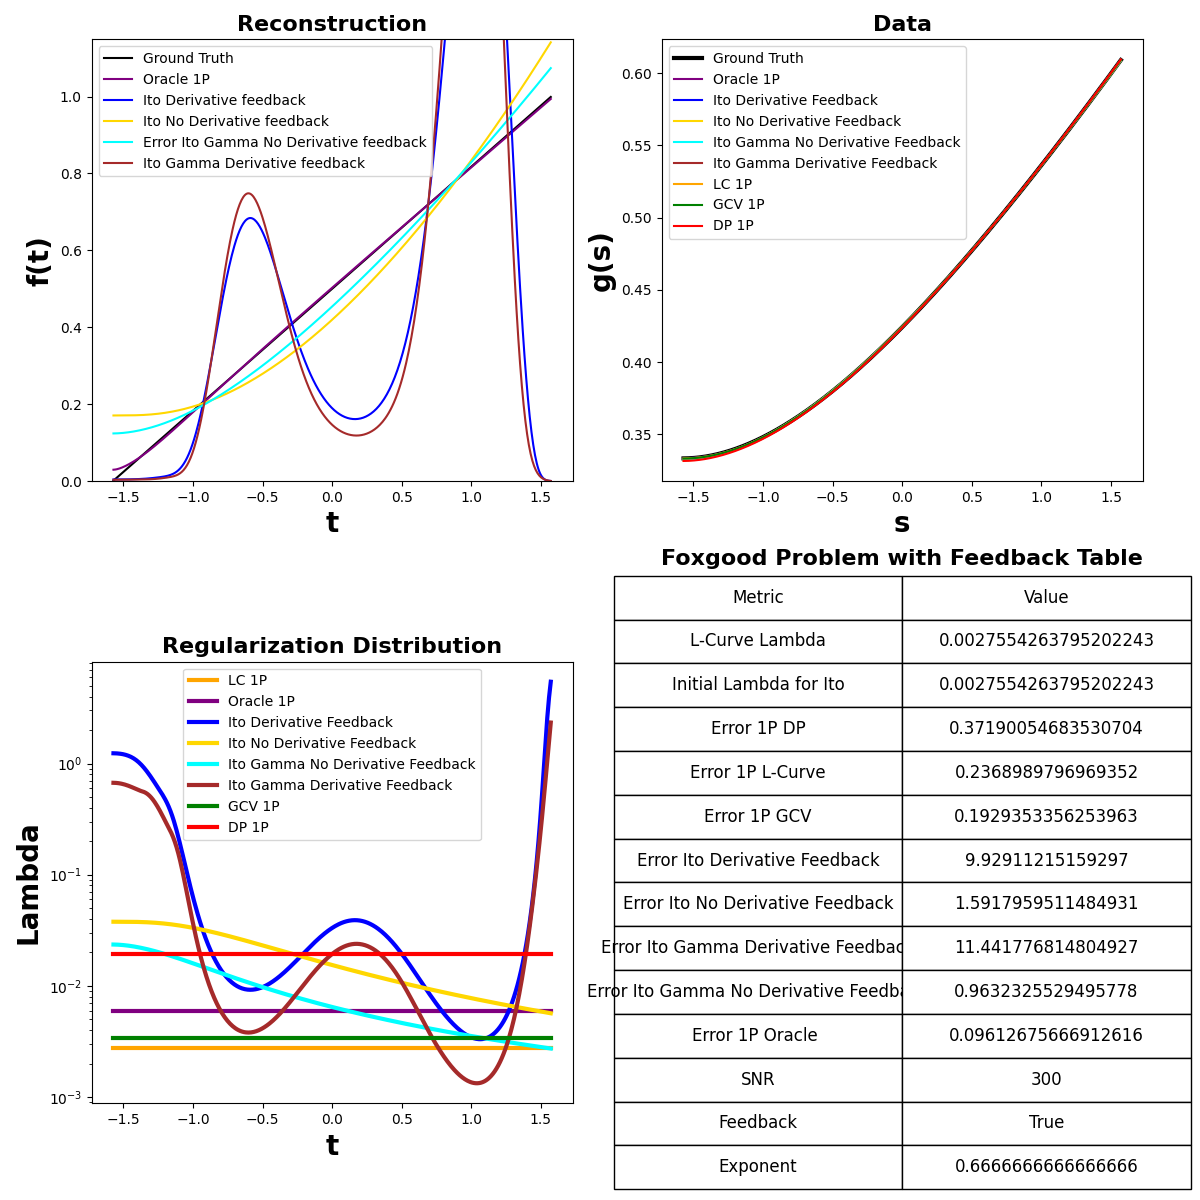 Reconstruction
Ground Truth
Oracle 1P
Ito Derivative feedback
Ito No Derivative feedback
Error Ito Gamma No Derivative feedback
Ito Gamma Derivative feedback
1.0
0.8
0.6
0.4
0.2
0.0
f(t)
−1.5 −1.0 −0.5 0.0 0.5 1.0 1.5
t
Data
Ground Truth
Oracle 1P
Ito Derivative Feedback
Ito No Derivative Feedback
Ito Gamma No Derivative Feedback
Ito Gamma Derivative Feedback
LC 1P
GCV 1P
DP 1P
0.60
0.55
0.50
0.45
0.40
0.35
g(s)
−1.5 −1.0 −0.5 0.0 0.5 1.0 1.5
s
Regularization Distribution
LC 1P
Oracle 1P
Ito Derivative Feedback
Ito No Derivative Feedback
Ito Gamma No Derivative Feedback
Ito Gamma Derivative Feedback
GCV 1P
DP 1P
10⁰
10⁻¹
10⁻²
10⁻³
Lambda
−1.5 −1.0 −0.5 0.0 0.5 1.0 1.5
t
Foxgood Problem with Feedback Table
Metric Value
L-Curve Lambda 0.0027554263795202243
Initial Lambda for Ito 0.0027554263795202243
Error 1P DP 0.37190054683530704
Error 1P L-Curve 0.2368989796969352
Error 1P GCV 0.1929353356253963
Error Ito Derivative Feedback 9.92911215159297
Error Ito No Derivative Feedback 1.5917959511484931
Error Ito Gamma Derivative Feedbac 11.441776814804927
Error Ito Gamma No Derivative Feedba 0.9632325529495778
Error 1P Oracle 0.09612675666912616
SNR 300
Feedback True
Exponent 0.6666666666666666